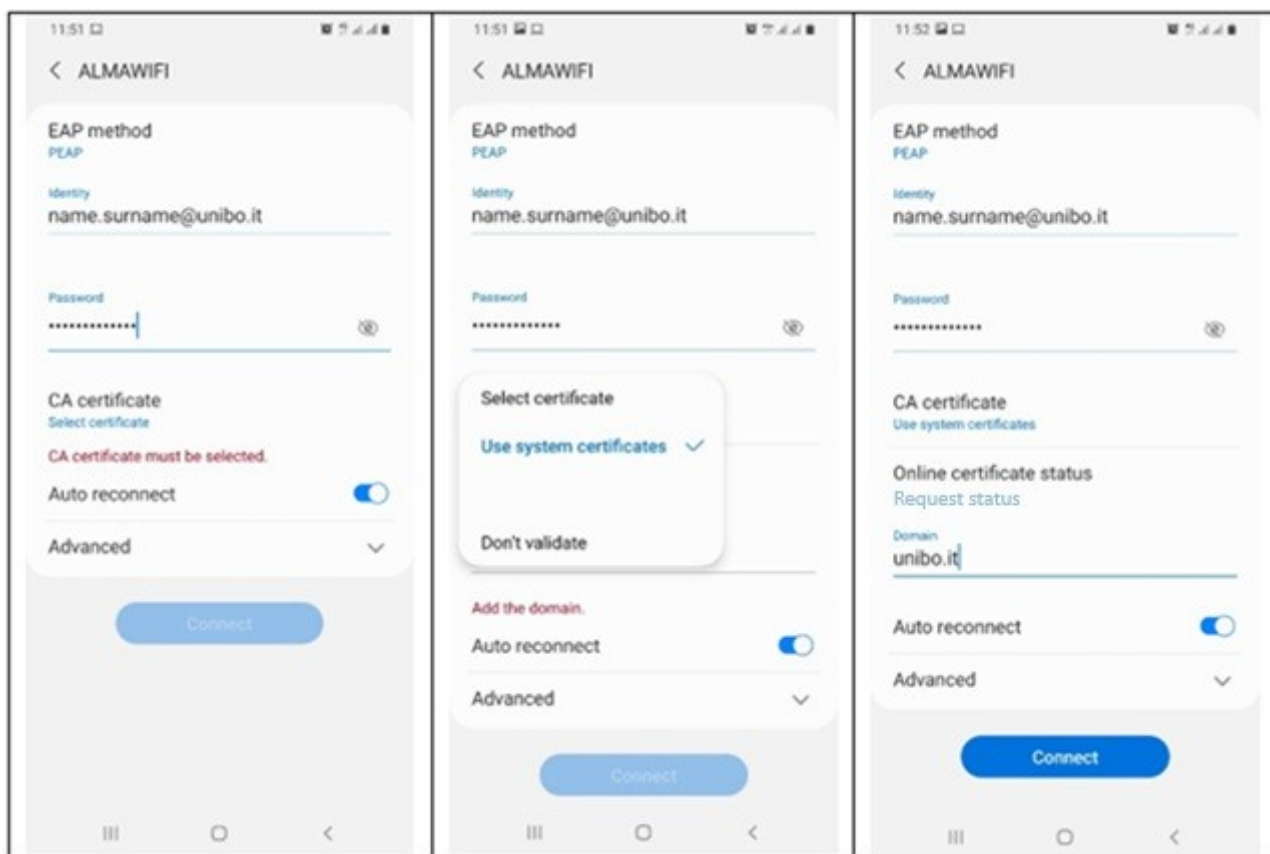 11:51
ALMAWIFI
EAP method
PEAP
Identity
name.surname@unibo.it
Password
•••••••••••••
CA certificate
Select certificate
CA certificate must be selected.
Auto reconnect
Advanced
Connect
11:51
ALMAWIFI
EAP method
PEAP
Identity
name.surname@unibo.it
Password
•••••••••••••
Select certificate
Use system certificates
Don't validate
Add the domain.
Auto reconnect
Advanced
Connect
11:52
ALMAWIFI
EAP method
PEAP
Identity
name.surname@unibo.it
Password
•••••••••••••
CA certificate
Use system certificates
Online certificate status
Request status
Domain
unibo.it
Auto reconnect
Advanced
Connect